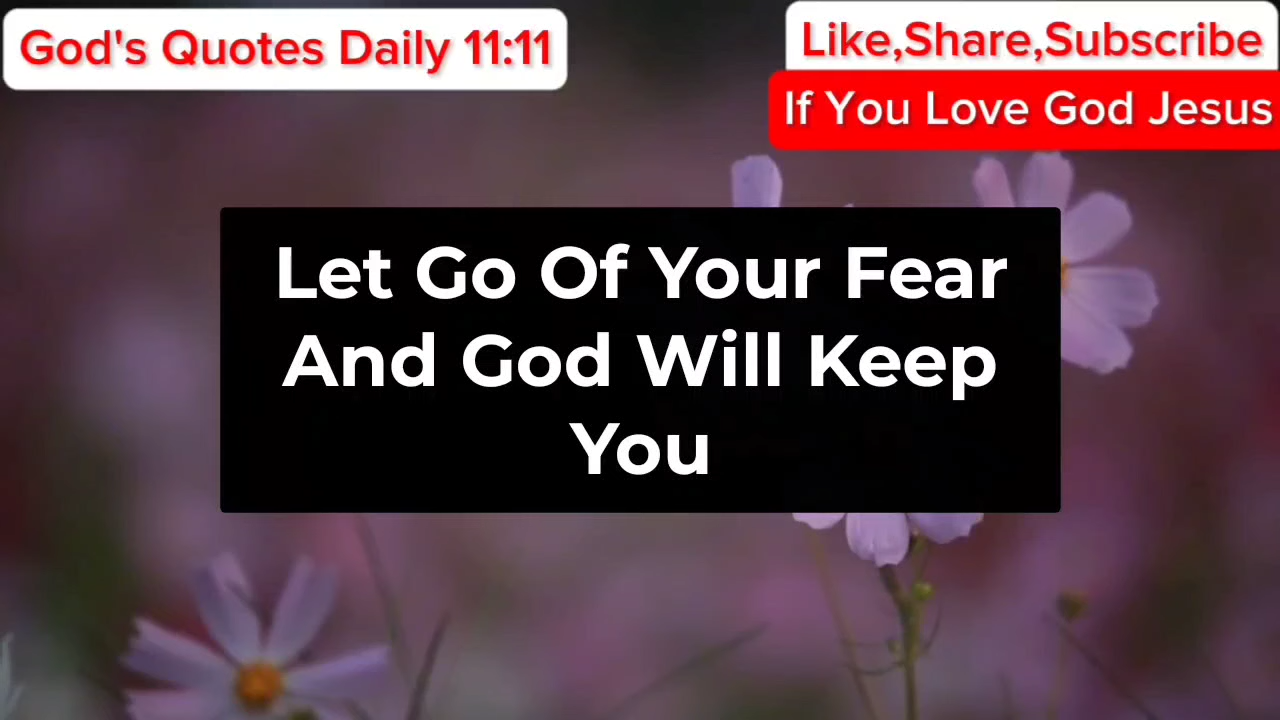 God's Quotes Daily 11:11
Like,Share,Subscribe
If You Love God Jesus
Let Go Of Your Fear
And God Will Keep
You